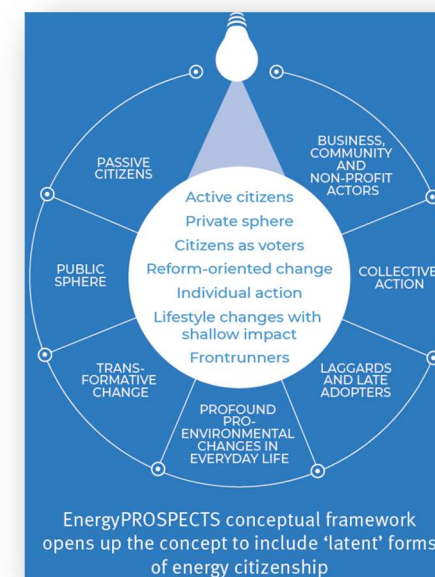 PASSIVE
CITIZENS
BUSINESS,
COMMUNITY
AND
NON-PROFIT
ACTORS
Active citizens
Private sphere
Citizens as voters
Reform-oriented change
Individual action
Lifestyle changes with
shallow impact
Frontrunners
PUBLIC
SPHERE
COLLECTIVE
ACTION
TRANS-
FORMATIVE
CHANGE
LAGGARDS
AND LATE
ADOPTERS
PROFOUND
PRO-
ENVIRONMENTAL
CHANGES IN
EVERYDAY LIFE
EnergyPROSPECTS conceptual framework
opens up the concept to include ‘latent’ forms
of energy citizenship